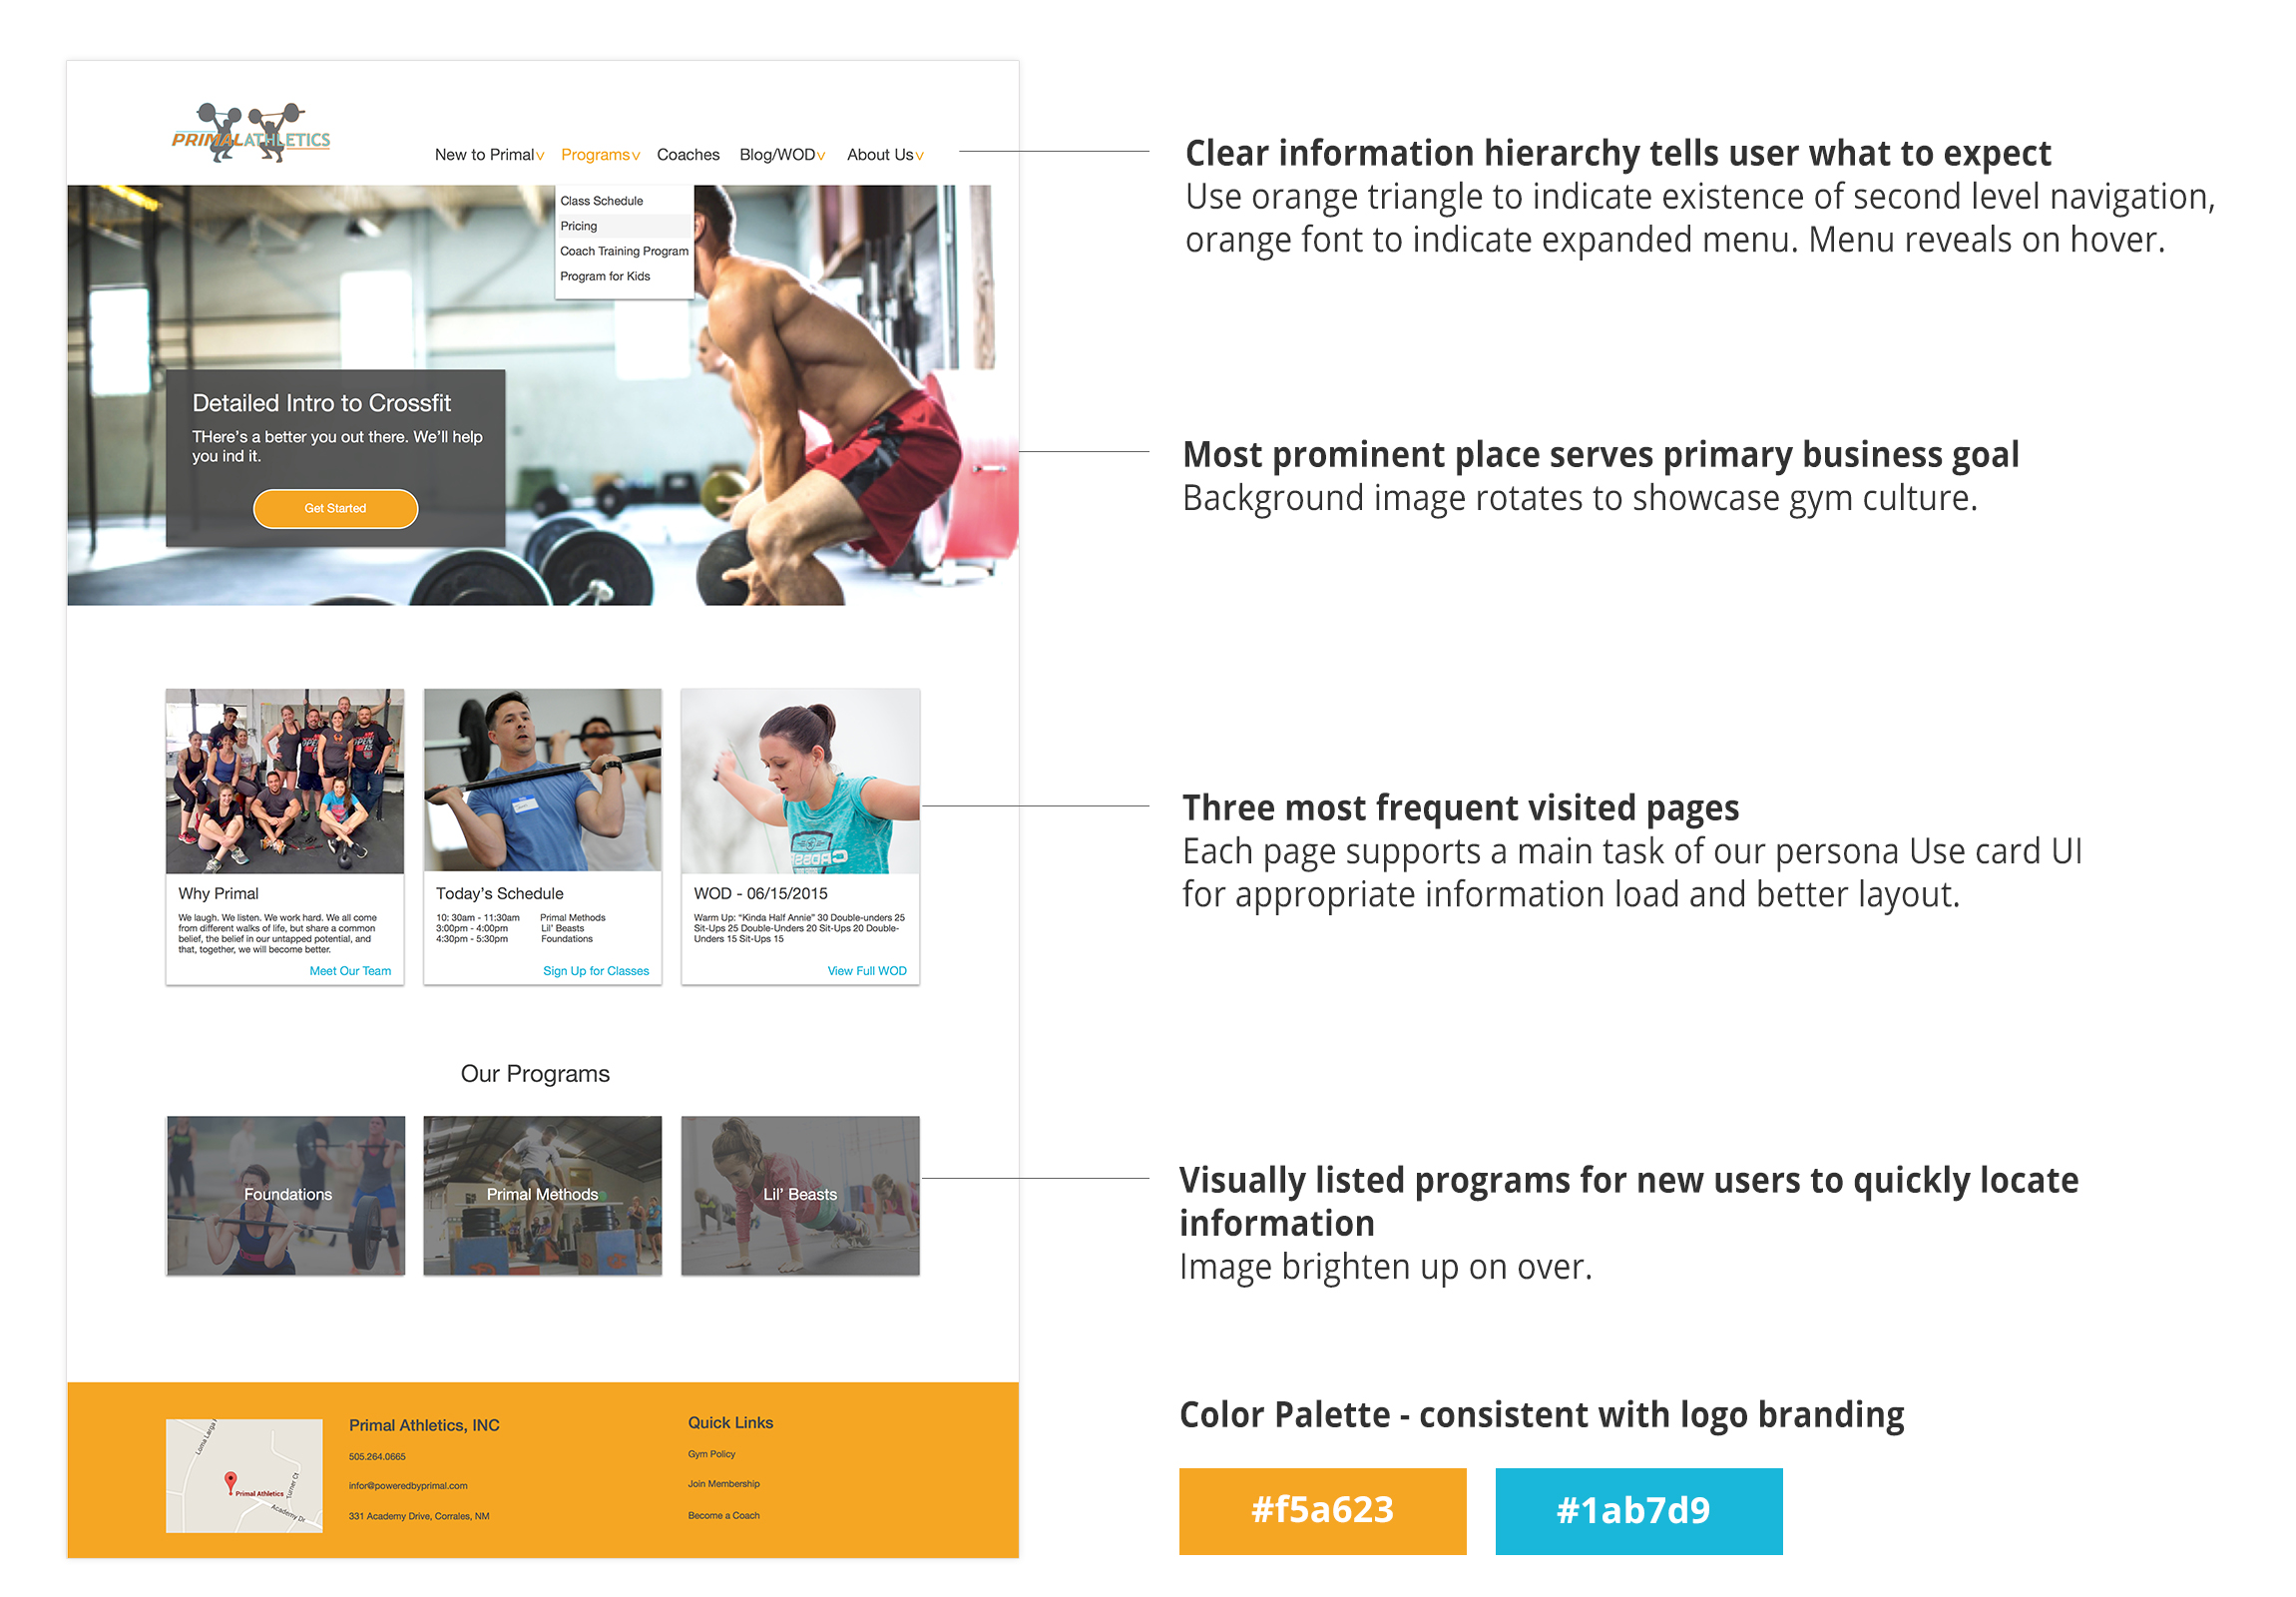 PRIMALATHLETICS
New to Primal v Programs v Coaches Blog/WOD v About Us v
Class Schedule
Pricing
Coach Training Program
Program for Kids
Detailed Intro to Crossfit
THere's a better you out there. We'll help
you ind it.
Get Started
Why Primal
We laugh. We listen. We work hard. We all come
from different walks of life, but share a common
belief, the belief in our untapped potential, and
that, together, we will become better.
Meet Our Team
Today's Schedule
10: 30am - 11:30am Primal Methods
3:00pm - 4:00pm Lil' Beasts
4:30pm - 5:30pm Foundations
Sign Up for Classes
WOD - 06/15/2015
Warm Up: "Kinda Half Annie" 30 Double-unders 25
Sit-Ups 25 Double-Unders 20 Sit-Ups 20 Double-
Unders 15 Sit-Ups 15
View Full WOD
Our Programs
Foundations
Primal Methods
Lil' Beasts
Loma Larga
Primal Athletics
Turner Ct
Academy Dr
Primal Athletics, INC
505.264.0665
infor@poweredbyprimal.com
331 Academy Drive, Corrales, NM
Quick Links
Gym Policy
Join Membership
Become a Coach
Clear information hierarchy tells user what to expect
Use orange triangle to indicate existence of second level navigation,
orange font to indicate expanded menu. Menu reveals on hover.
Most prominent place serves primary business goal
Background image rotates to showcase gym culture.
Three most frequent visited pages
Each page supports a main task of our persona Use card UI
for appropriate information load and better layout.
Visually listed programs for new users to quickly locate
information
Image brighten up on over.
Color Palette - consistent with logo branding
#f5a623
#1ab7d9